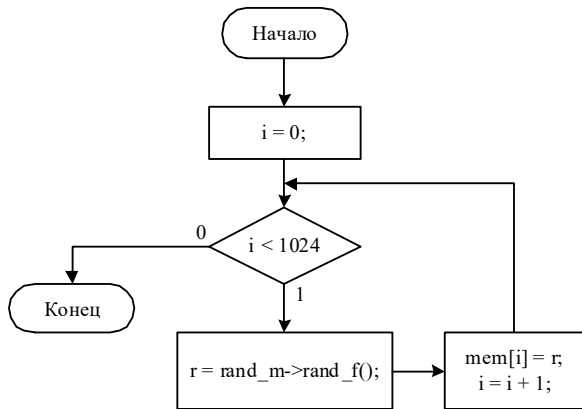 Начало
i = 0;
i < 1024
0
1
Конец
r = rand_m->rand_f();
mem[i] = r;
i = i + 1;